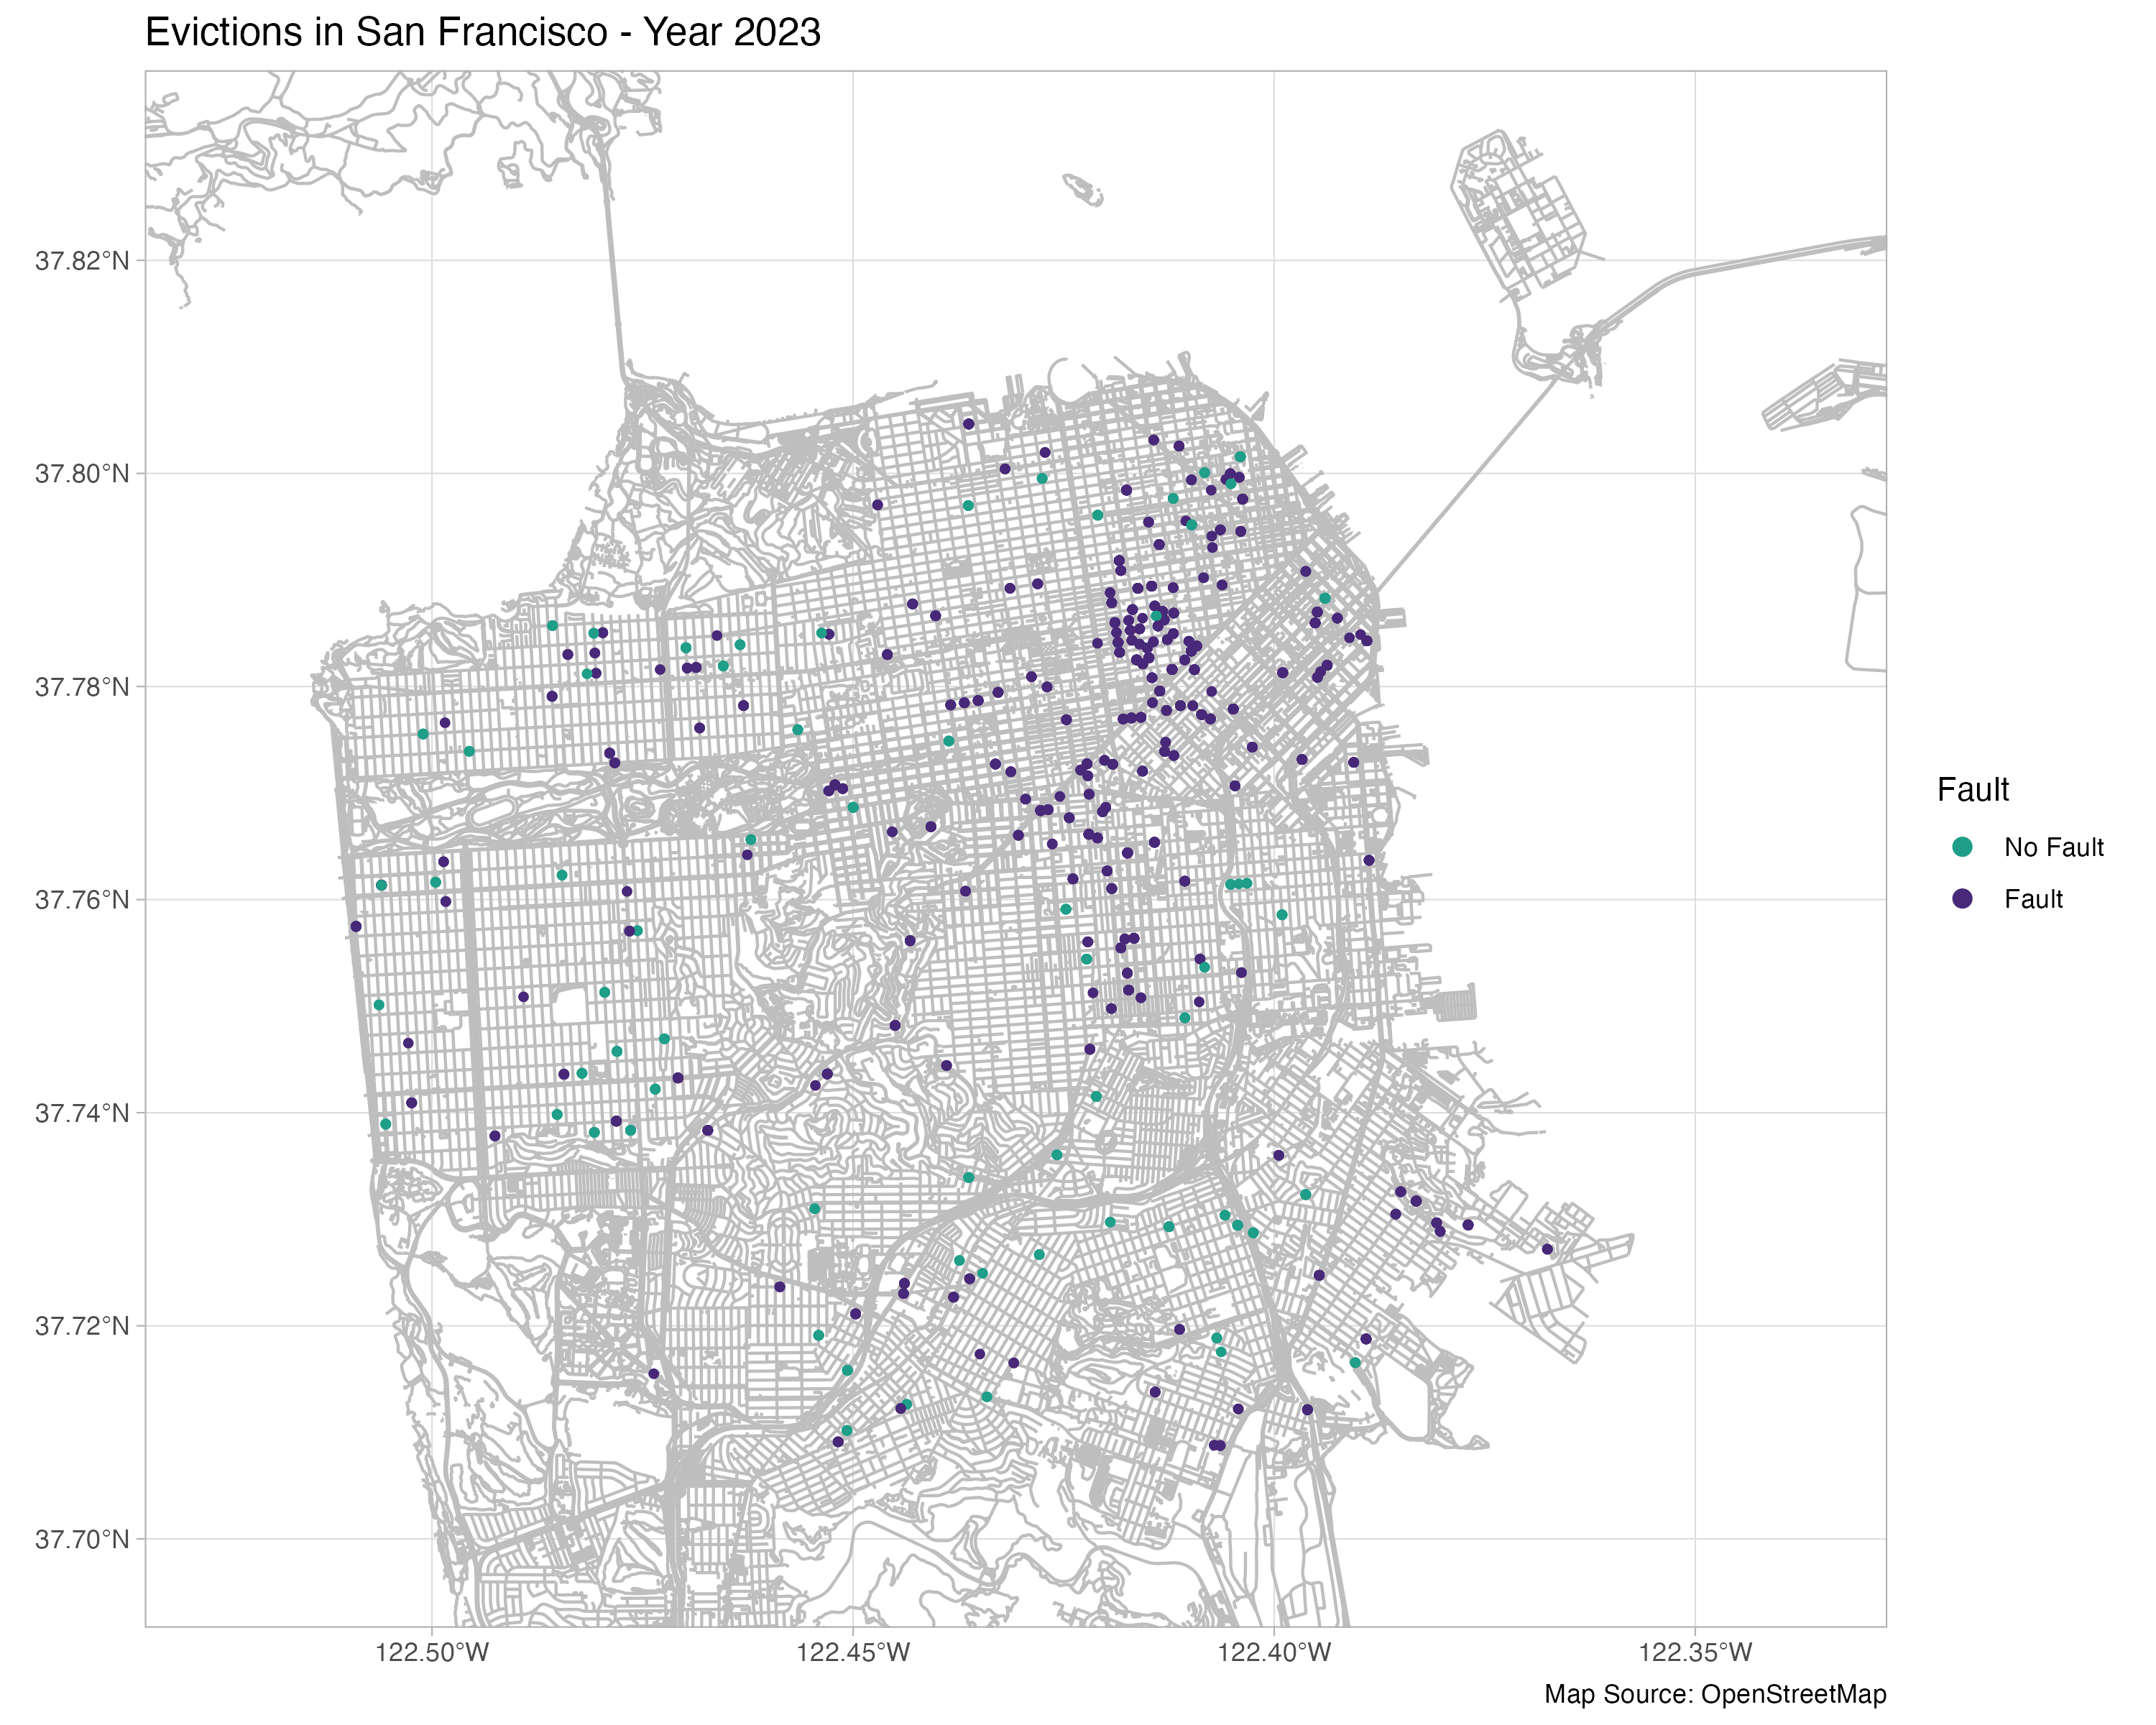 Evictions in San Francisco - Year 2023
37.82°N
37.80°N
37.78°N
37.76°N
37.74°N
37.72°N
37.70°N
122.50°W
122.45°W
122.40°W
122.35°W
Fault
No Fault
Fault
Map Source: OpenStreetMap